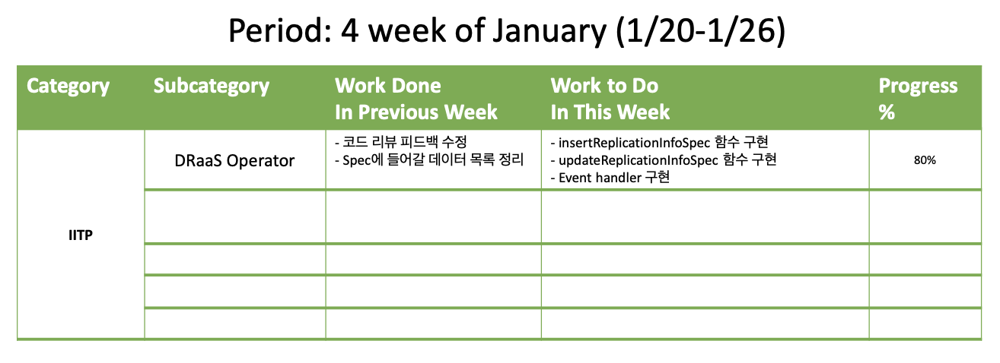 Period: 4 week of January (1/20-1/26)
Category
Subcategory
Work Done
In Previous Week
Work to Do
In This Week
Progress
%
IITP
DRaaS Operator
- 코드 리뷰 피드백 수정
- Spec에 들어갈 데이터 목록 정리
- insertReplicationInfoSpec 함수 구현
- updateReplicationInfoSpec 함수 구현
- Event handler 구현
80%